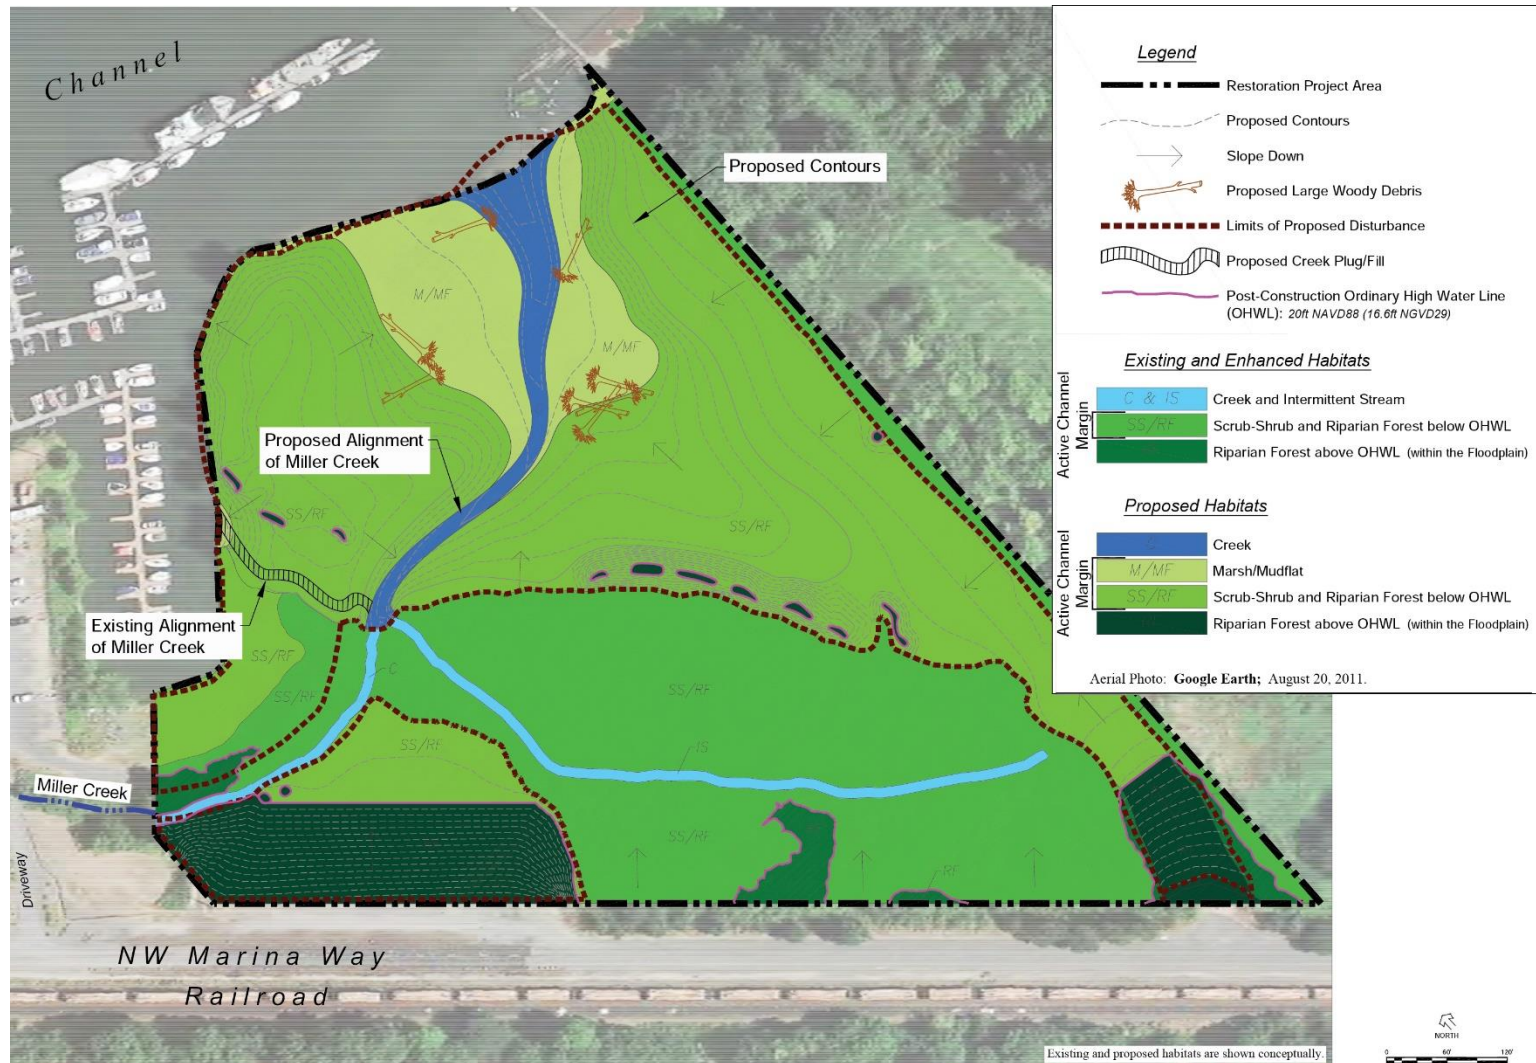 Channel
Proposed Contours
M/MF
M/MF
Proposed Alignment
of Miller Creek
SS/RF
SS/RF
Existing Alignment
of Miller Creek
SS/RF
C
SS/RF
SS/RF
SS/RF
IS
Miller Creek
SS/RF
RF
Driveway
NW Marina Way
Railroad
Legend
Restoration Project Area
Proposed Contours
Slope Down
Proposed Large Woody Debris
Limits of Proposed Disturbance
Proposed Creek Plug/Fill
Post-Construction Ordinary High Water Line
(OHWL): 20ft NAVD88 (16.6ft NGVD29)
Existing and Enhanced Habitats
Active Channel
Margin
C & IS Creek and Intermittent Stream
SS/RF Scrub-Shrub and Riparian Forest below OHWL
Riparian Forest above OHWL (within the Floodplain)
Proposed Habitats
Active Channel
Margin
Creek
M/MF Marsh/Mudflat
SS/RF Scrub-Shrub and Riparian Forest below OHWL
Riparian Forest above OHWL (within the Floodplain)
Aerial Photo: Google Earth; August 20, 2011.
NORTH
0 60' 120'
Existing and proposed habitats are shown conceptually.